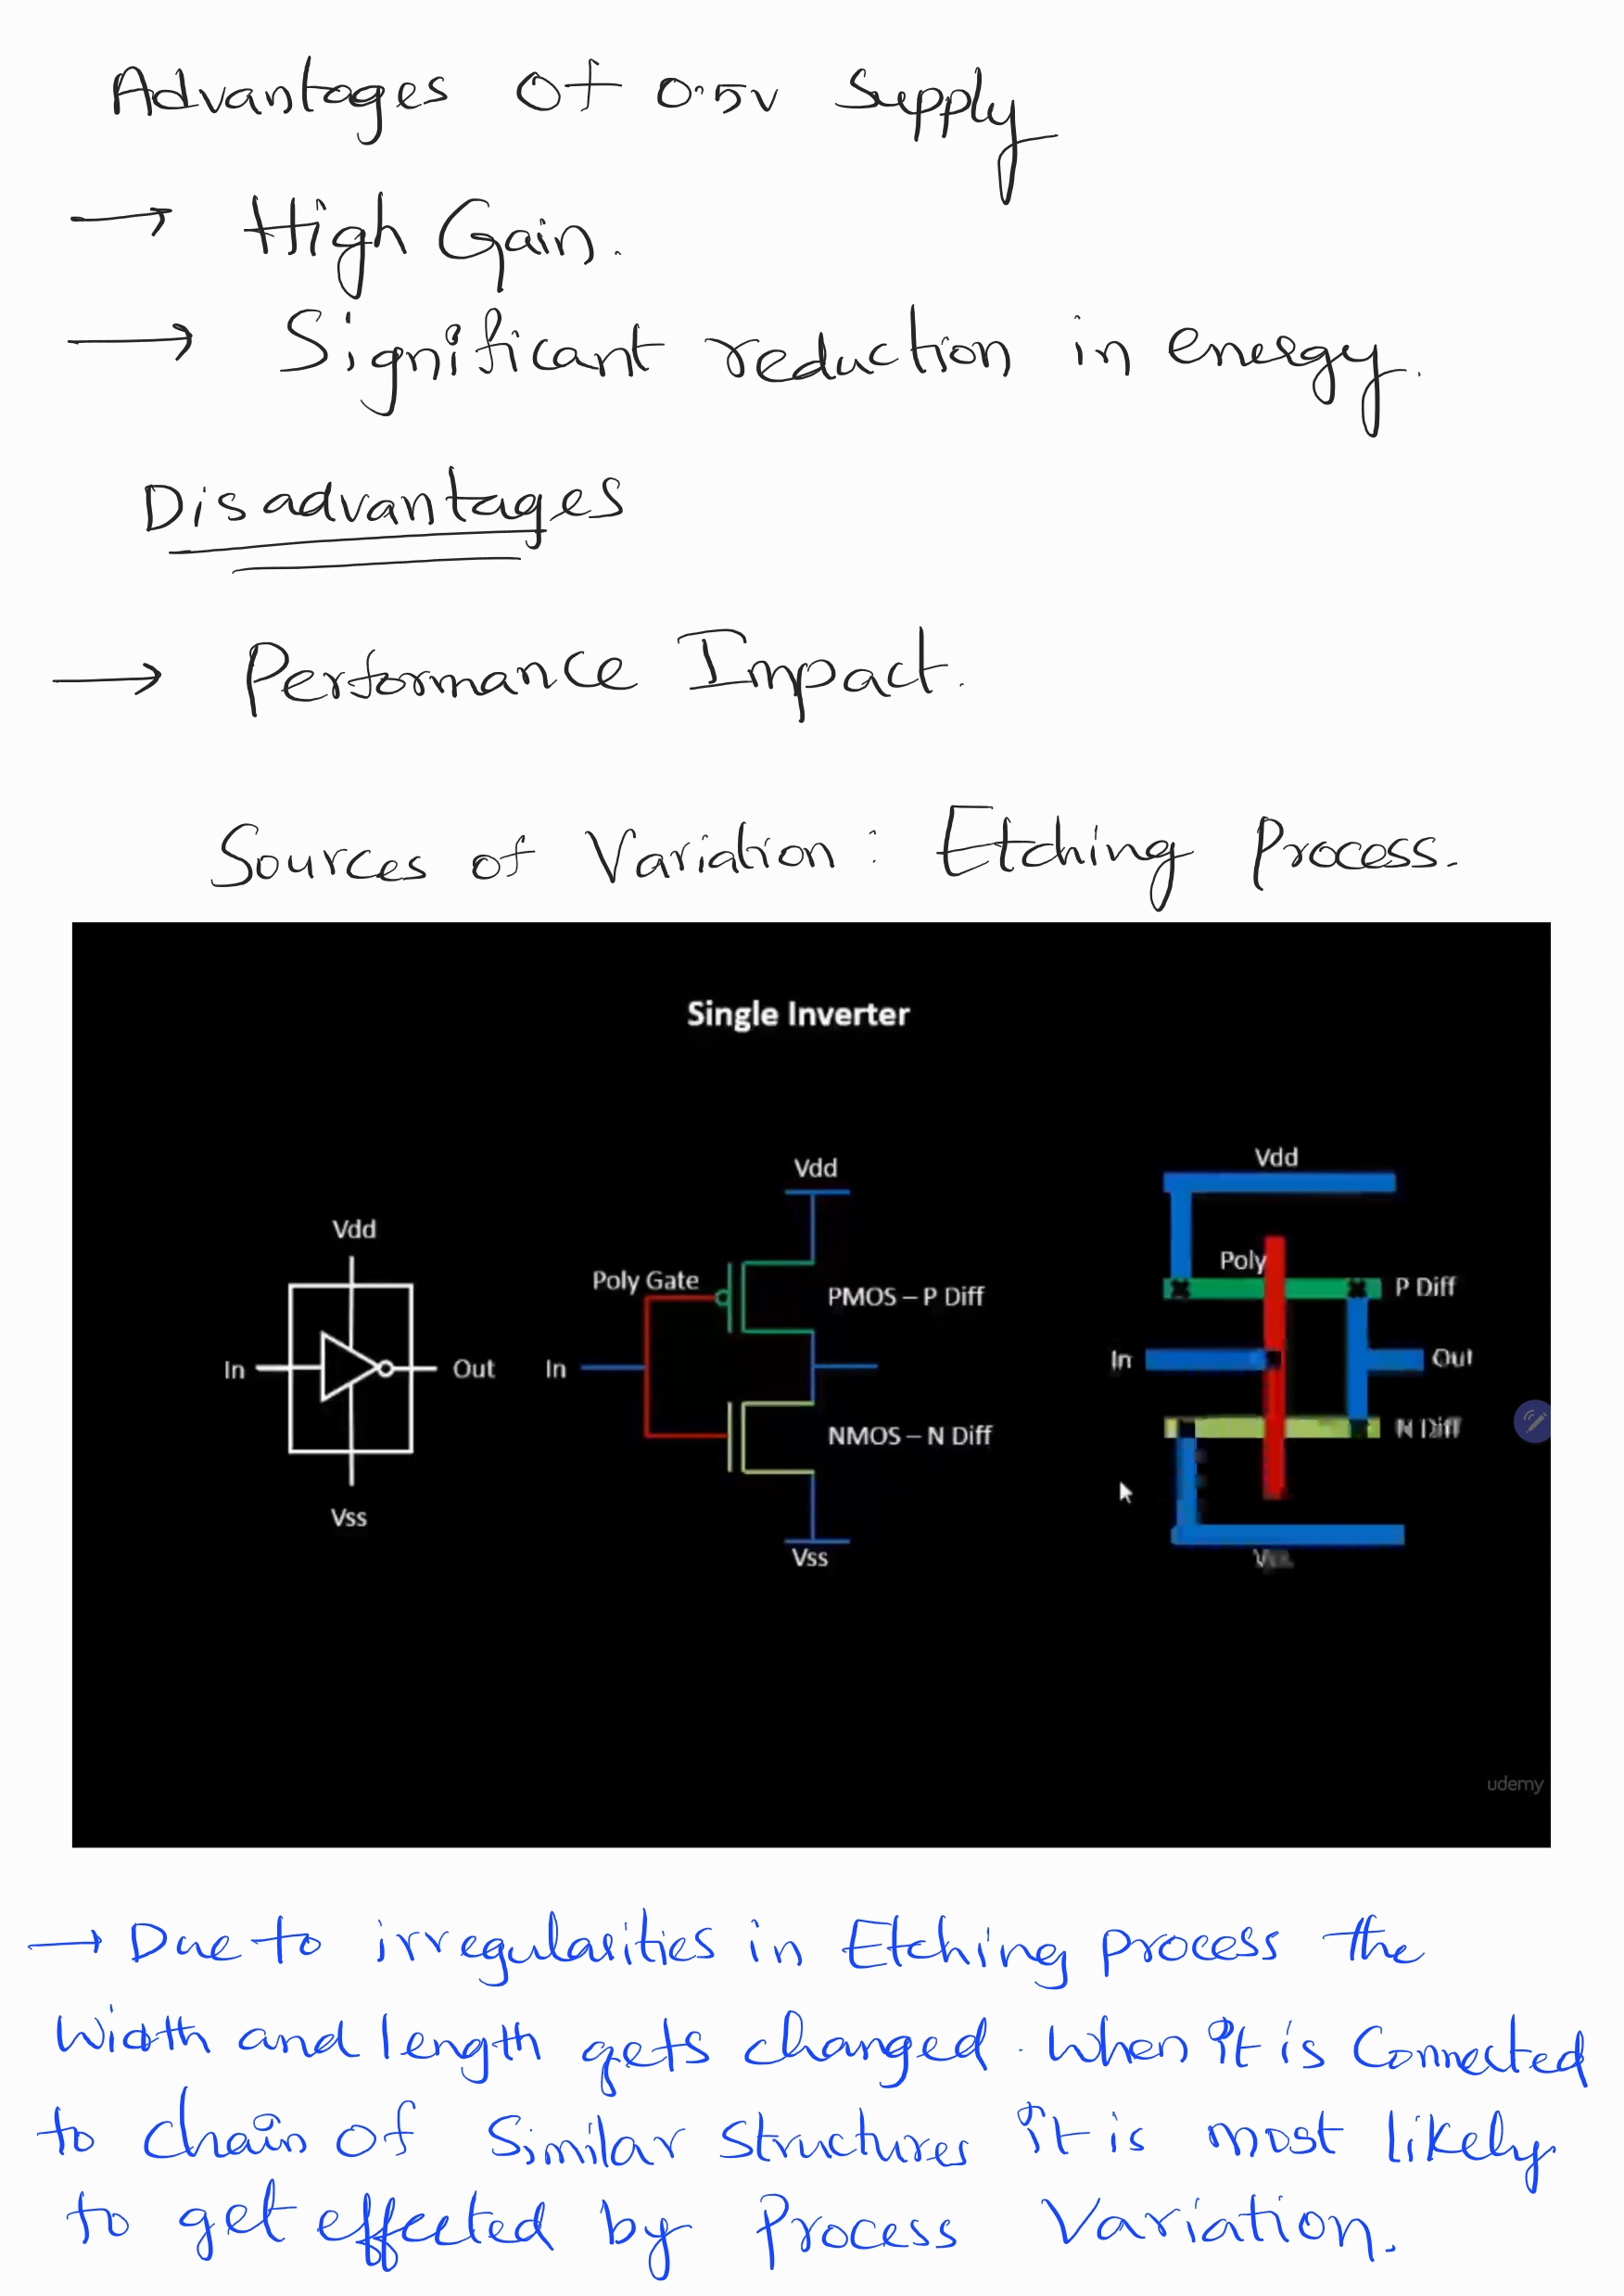 Advantages Of 0.5v Supply
→ High Gain.
→ Significant reduction in energy.
Disadvantages
→ Performance Impact.
Sources of Variation : Etching Process.
Single Inverter
Vdd
In
Out
Vss
Vdd
Poly Gate
PMOS – P Diff
In
NMOS – N Diff
Vss
Vdd
Poly
P Diff
In
Out
N Diff
udemy
→ Due to irregularities in Etching process the
Width and length gets changed. When it is Connected
to chain of similar structures it is most likely
to get effected by Process Variation.